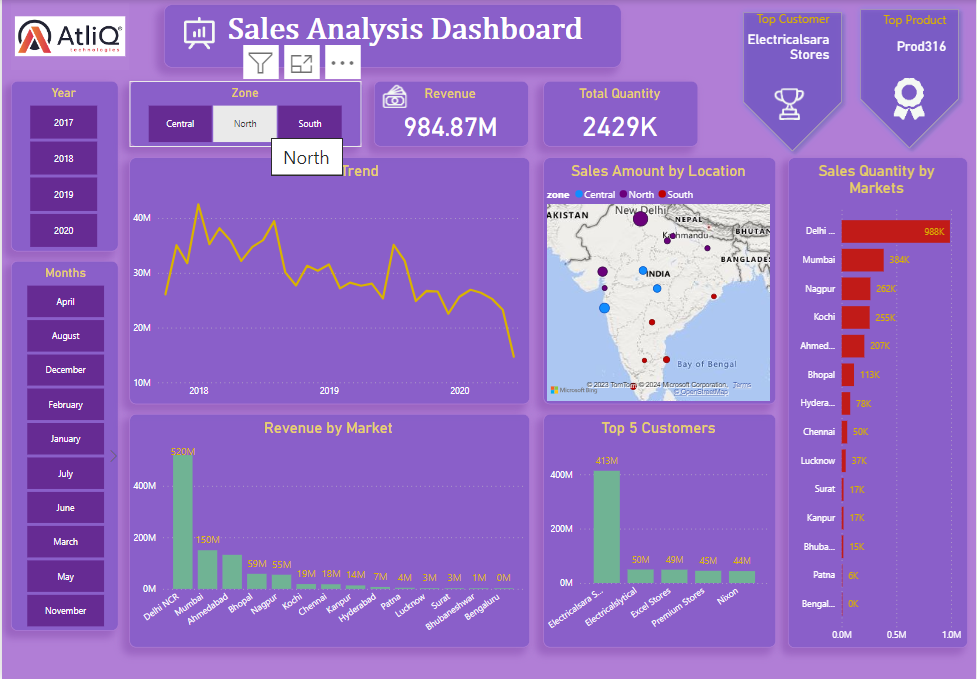 AtliQ
technologies
Sales Analysis Dashboard
Top Customer
Electricalsara
Stores
Top Product
Prod316
Year
2017
2018
2019
2020
Zone
Central
North
South
North
Revenue
984.87M
Total Quantity
2429K
Months
April
August
December
February
January
July
June
March
May
November
Trend
40M
30M
20M
10M
2018
2019
2020
Sales Amount by Location
zone Central North South
AKISTAN
New Delhi
NEPAL
Kathmandu
BHUTAN
BANGLADES
INDIA
Bay of Bengal
Microsoft Bing
© 2023 TomTom, © 2024 Microsoft Corporation, Terms
© OpenStreetMap
Sales Quantity by
Markets
Delhi ... 988K
Mumbai 384K
Nagpur 262K
Kochi 255K
Ahmed... 207K
Bhopal 113K
Hydera... 78K
Chennai 50K
Lucknow 37K
Surat 17K
Kanpur 17K
Bhuba... 15K
Patna 6K
Bengal... 0K
0.0M 0.5M 1.0M
Revenue by Market
400M
200M
0M
520M
150M
59M
55M
19M
18M
14M
7M
4M
3M
3M
1M
0M
Delhi NCR
Mumbai
Ahmedabad
Bhopal
Nagpur
Kochi
Chennai
Kanpur
Hyderabad
Patna
Lucknow
Surat
Bhubaneshwar
Bengaluru
Top 5 Customers
400M
200M
0M
413M
50M
49M
45M
44M
Electricalsara S...
Electricalslytical
Excel Stores
Premium Stores
Nixon